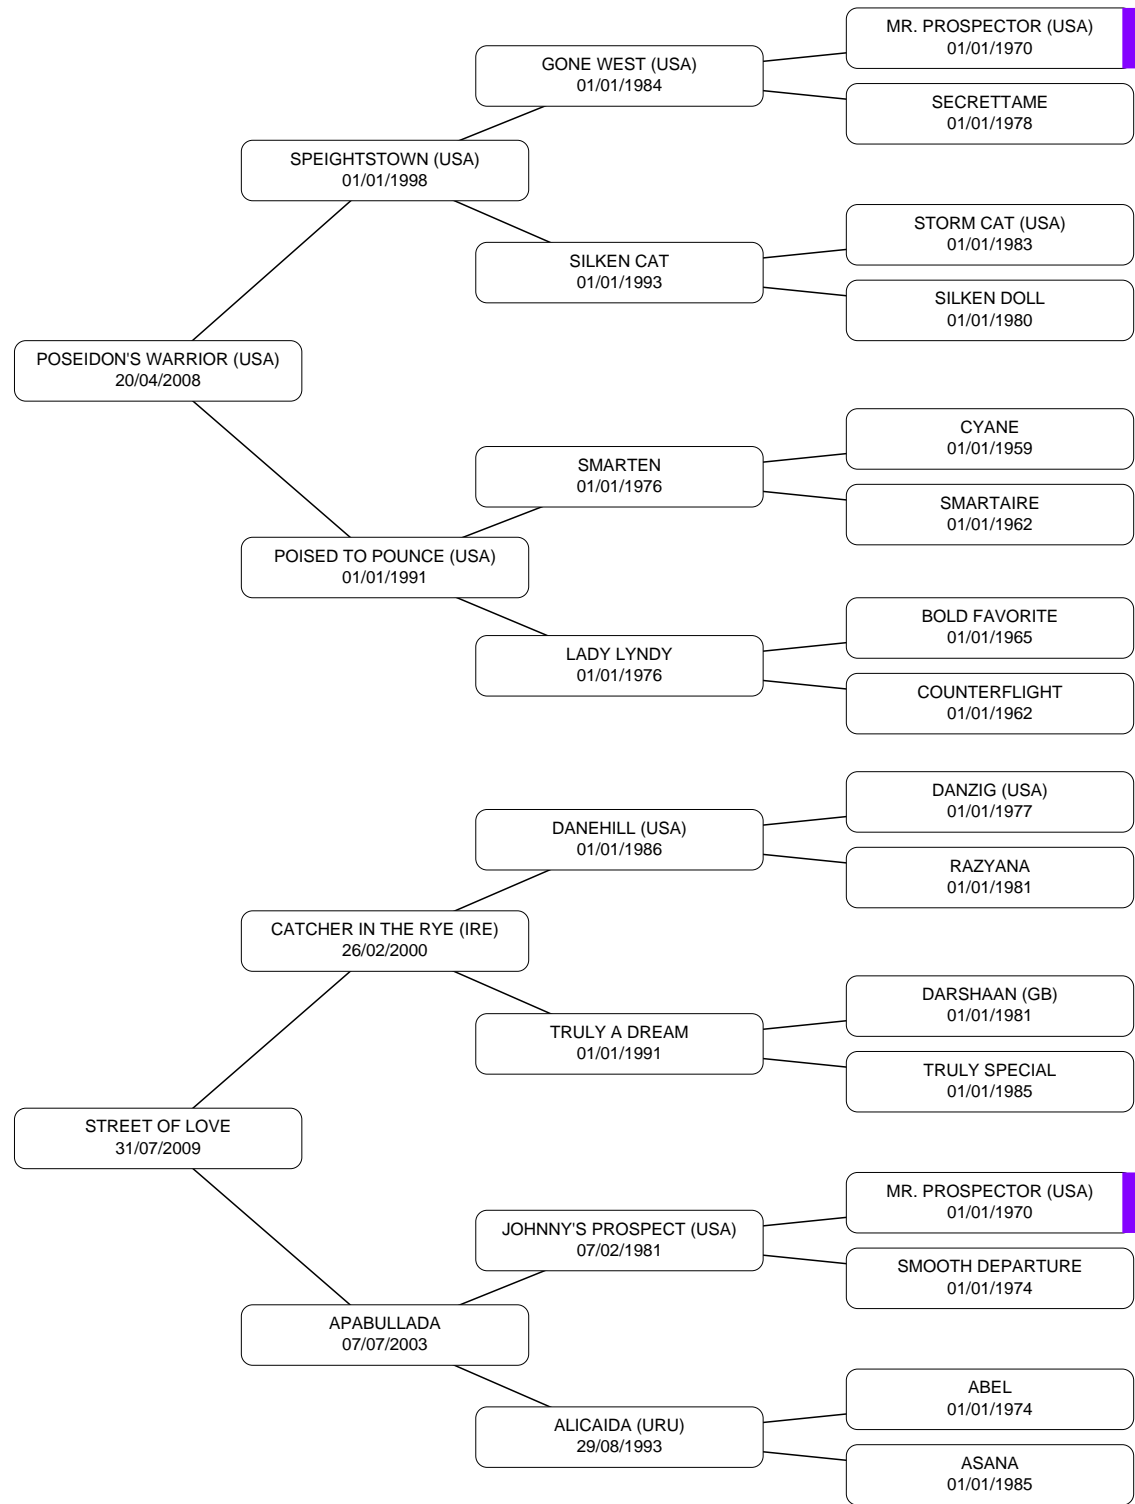 MR. PROSPECTOR (USA)
01/01/1970
GONE WEST (USA)
01/01/1984
SECRETTAME
01/01/1978
SPEIGHTSTOWN (USA)
01/01/1998
STORM CAT (USA)
01/01/1983
SILKEN CAT
01/01/1993
SILKEN DOLL
01/01/1980
POSEIDON'S WARRIOR (USA)
20/04/2008
CYANE
01/01/1959
SMARTEN
01/01/1976
SMARTAIRE
01/01/1962
POISED TO POUNCE (USA)
01/01/1991
BOLD FAVORITE
01/01/1965
LADY LYNDY
01/01/1976
COUNTERFLIGHT
01/01/1962
DANZIG (USA)
01/01/1977
DANEHILL (USA)
01/01/1986
RAZYANA
01/01/1981
CATCHER IN THE RYE (IRE)
26/02/2000
DARSHAAN (GB)
01/01/1981
TRULY A DREAM
01/01/1991
TRULY SPECIAL
01/01/1985
STREET OF LOVE
31/07/2009
MR. PROSPECTOR (USA)
01/01/1970
JOHNNY'S PROSPECT (USA)
07/02/1981
SMOOTH DEPARTURE
01/01/1974
APABULLADA
07/07/2003
ABEL
01/01/1974
ALICAIDA (URU)
29/08/1993
ASANA
01/01/1985